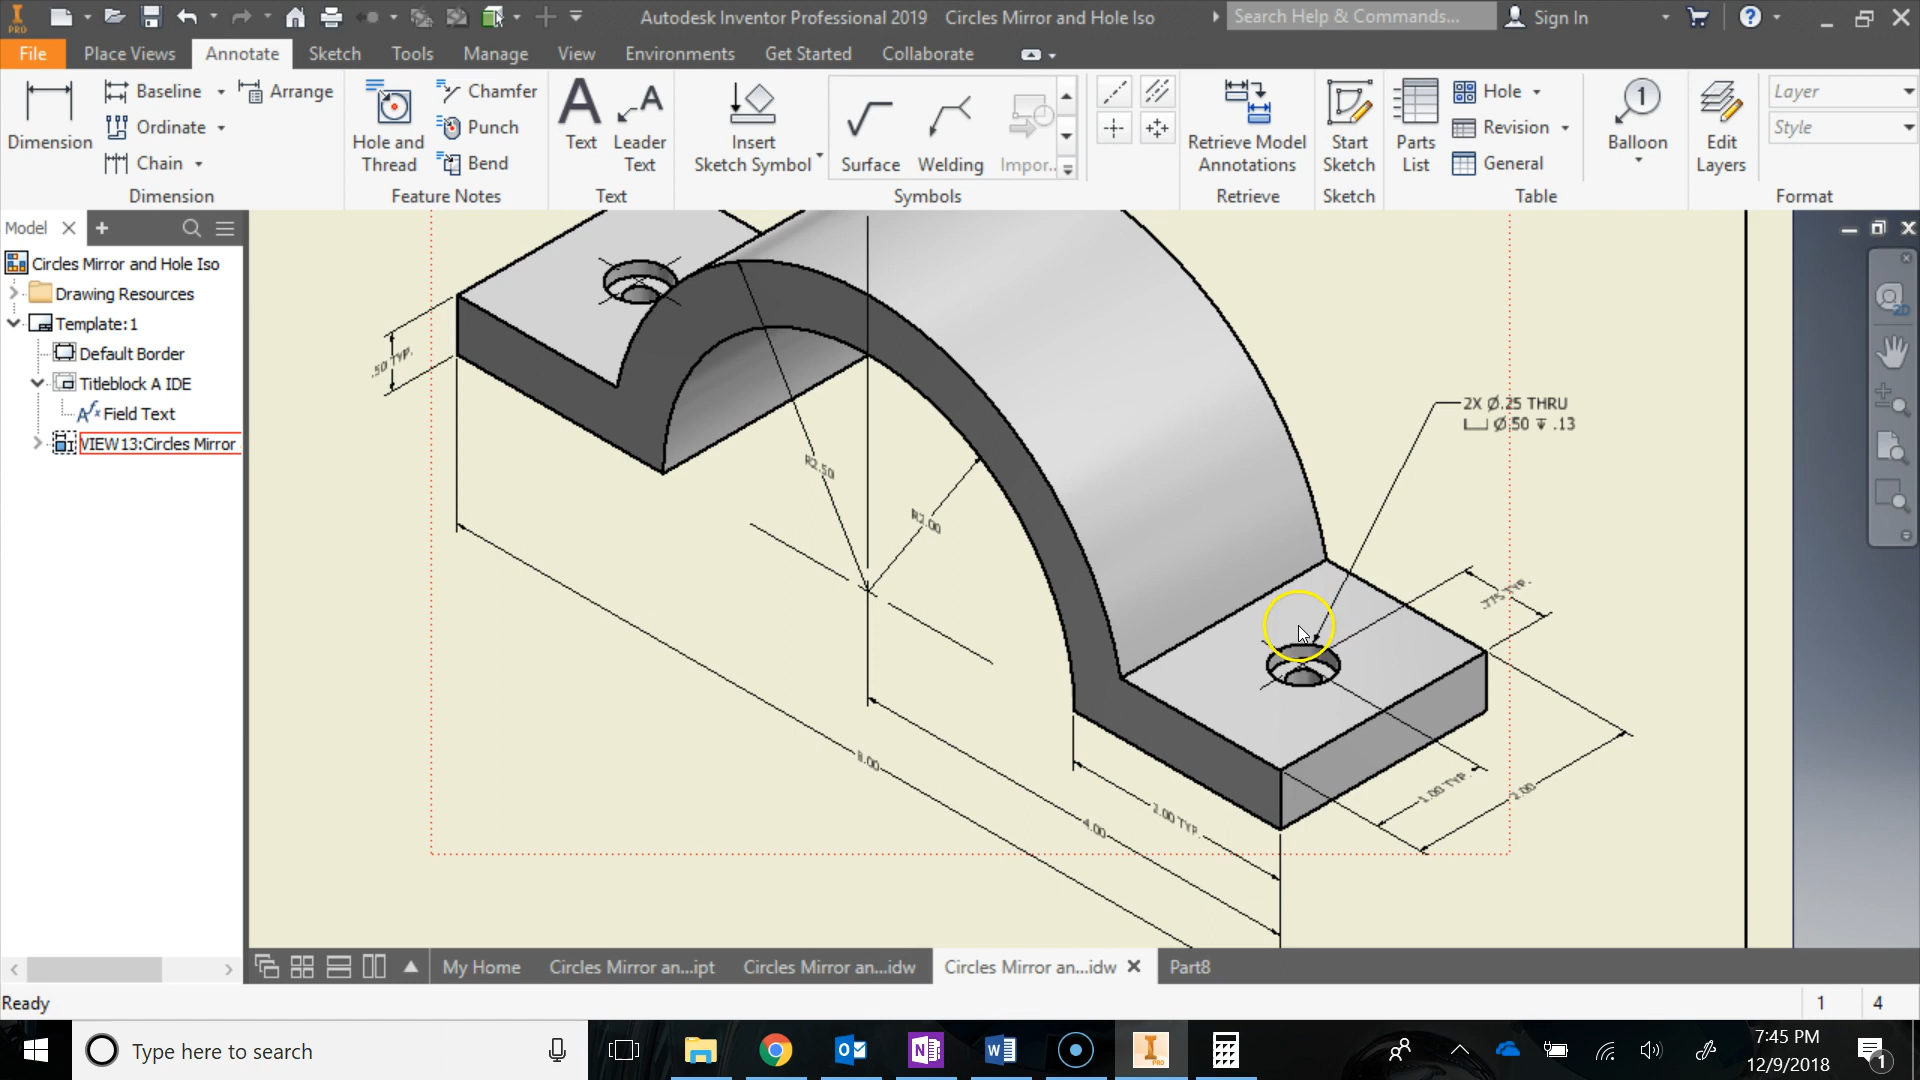 PRO
Autodesk Inventor Professional 2019 Circles Mirror and Hole Iso
Search Help & Commands...
Sign In
File
Place Views
Annotate
Sketch
Tools
Manage
View
Environments
Get Started
Collaborate
Dimension
Baseline
Ordinate
Chain
Arrange
Dimension
Hole and
Thread
Chamfer
Punch
Bend
Feature Notes
Text
Leader
Text
Text
Insert
Sketch Symbol
Surface
Welding
Impor..
Symbols
Retrieve Model
Annotations
Retrieve
Start
Sketch
Sketch
Parts
List
Hole
Revision
General
Table
1
Balloon
Edit
Layers
Layer
Style
Format
Model
Circles Mirror and Hole Iso
Drawing Resources
Template:1
Default Border
Titleblock A IDE
Field Text
VIEW13:Circles Mirror
2D
.50 TYP.
R2.50
R2.00
2X Ø.25 THRU
⌴ Ø.50 ↧ .13
.775 TYP.
8.00
4.00
2.00 TYP.
1.00 TYP.
2.00
My Home
Circles Mirror an...ipt
Circles Mirror an...idw
Circles Mirror an...idw
Part8
Ready
1
4
Type here to search
PRO
7:45 PM
12/9/2018
1